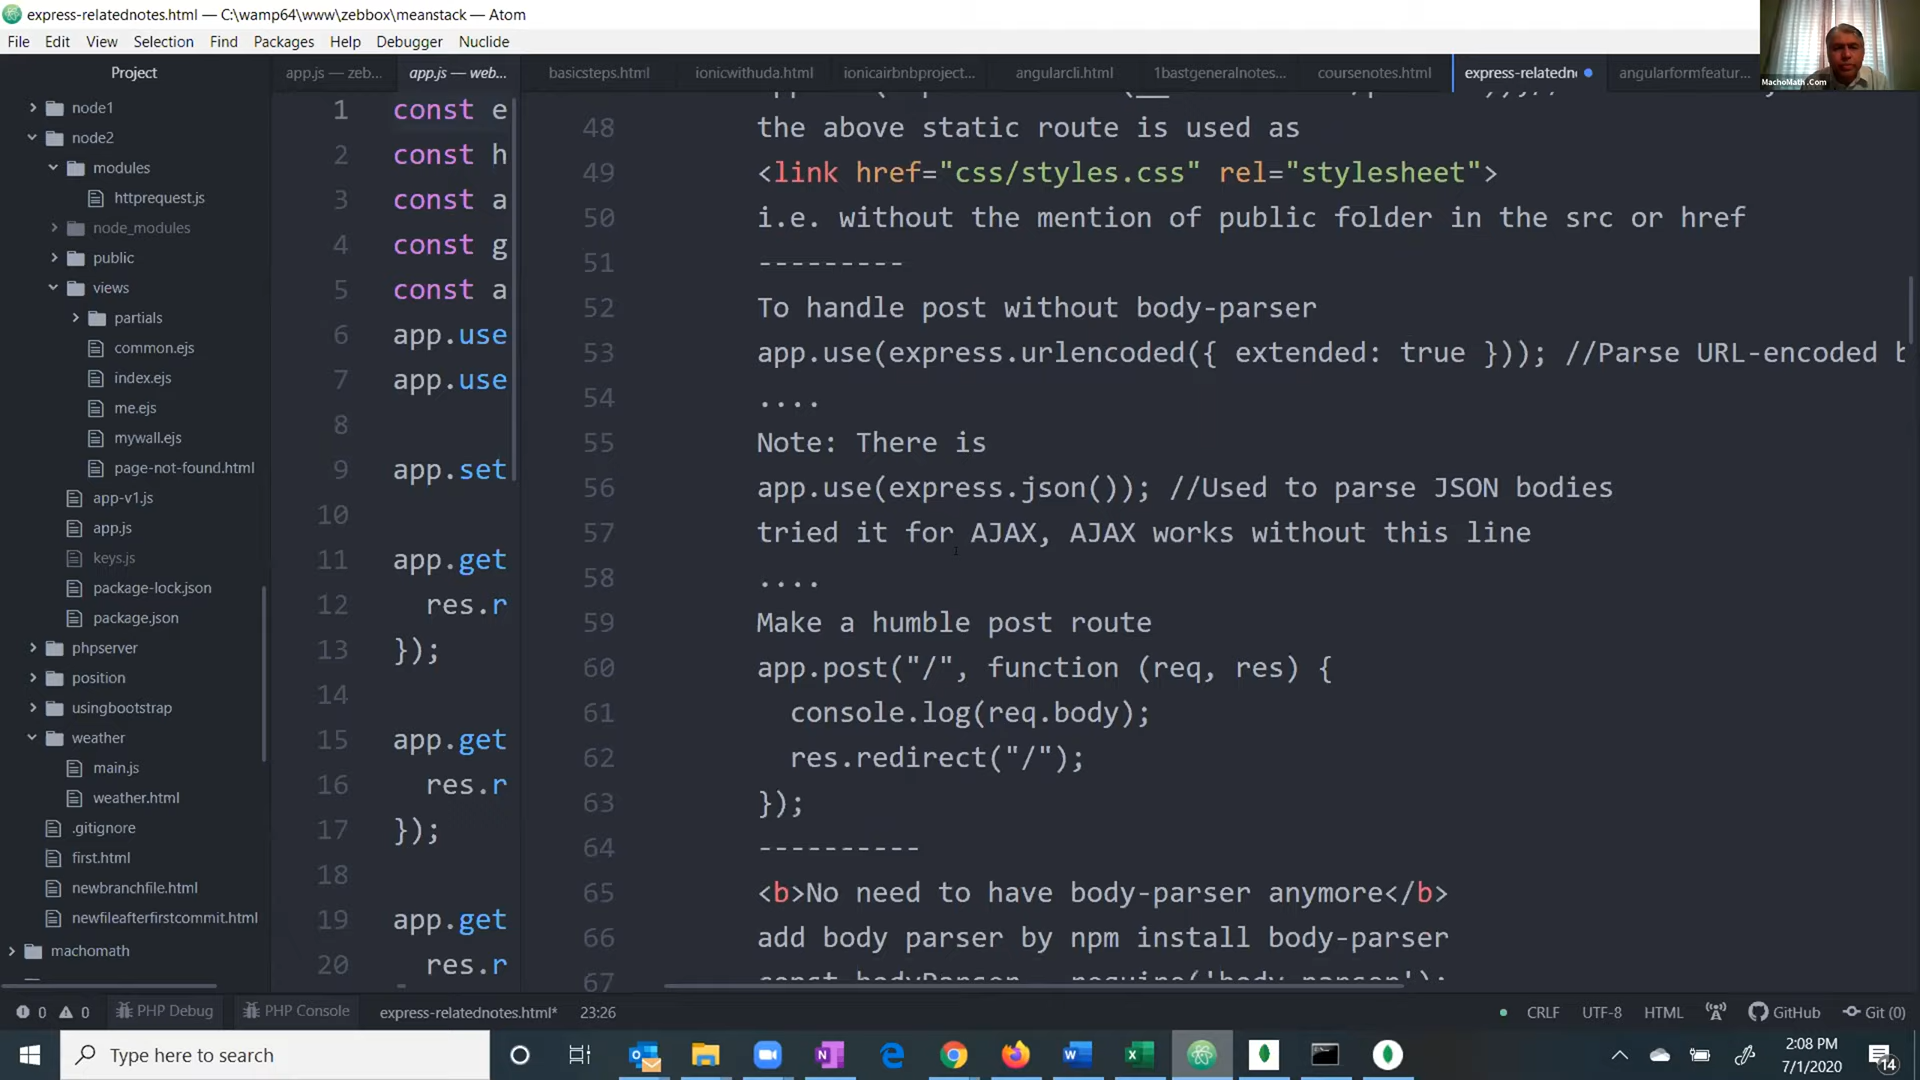 express-relatednotes.html — C:\wamp64\www\zebbox\meanstack — Atom
File Edit View Selection Find Packages Help Debugger Nuclide
MachoMath .Com
Project
app.js — zeb...
app.js — web...
basicsteps.html
ionicwithuda.html
ionicairbnbproject...
angularcli.html
1bastgeneralnotes...
coursenotes.html
express-relatedn
angularformfeatur...
node1
node2
modules
httprequest.js
node_modules
public
views
partials
common.ejs
index.ejs
me.ejs
mywall.ejs
page-not-found.html
app-v1.js
app.js
keys.js
package-lock.json
package.json
phpserver
position
usingbootstrap
weather
main.js
weather.html
.gitignore
first.html
newbranchfile.html
newfileafterfirstcommit.html
machomath
1 const e
2 const h
3 const a
4 const g
5 const a
6 app.use
7 app.use
8
9 app.set
10
11 app.get
12 res.r
13 });
14
15 app.get
16 res.r
17 });
18
19 app.get
20 res.r
48 the above static route is used as
49 <link href="css/styles.css" rel="stylesheet">
50 i.e. without the mention of public folder in the src or href
51 ---------
52 To handle post without body-parser
53 app.use(express.urlencoded({ extended: true })); //Parse URL-encoded b
54 ....
55 Note: There is
56 app.use(express.json()); //Used to parse JSON bodies
57 tried it for AJAX, AJAX works without this line
58 ....
59 Make a humble post route
60 app.post("/", function (req, res) {
61 console.log(req.body);
62 res.redirect("/");
63 });
64 ----------
65 <b>No need to have body-parser anymore</b>
66 add body parser by npm install body-parser
67 const bodyParser = require('body-parser');
0 0 PHP Debug PHP Console express-relatednotes.html* 23:26 CRLF UTF-8 HTML GitHub Git (0)
Type here to search
2:08 PM
7/1/2020
14